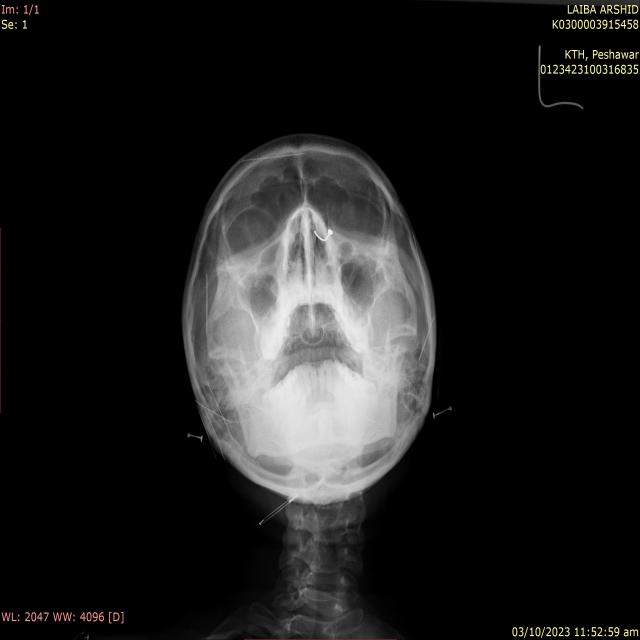 Im: 1/1
Se: 1
LAIBA ARSHID
K0300003915458
KTH, Peshawar
0123423100316835
WL: 2047 WW: 4096 [D]
03/10/2023 11:52:59 am